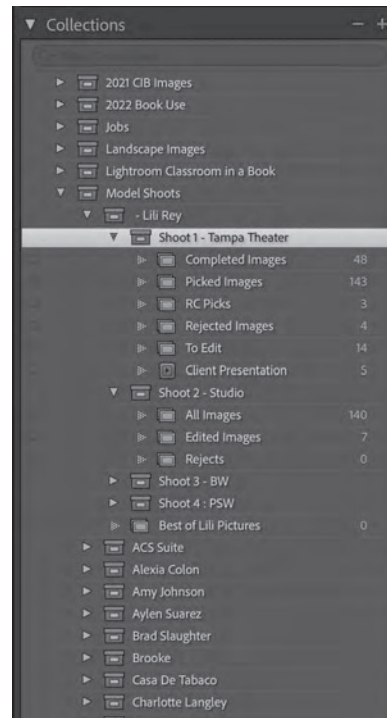 Collections
2021 CIB Images
2022 Book Use
Jobs
Landscape Images
Lightroom Classroom in a Book
Model Shoots
- Lili Rey
Shoot 1 - Tampa Theater
Completed Images 48
Picked Images 143
RC Picks 3
Rejected Images 4
To Edit 14
Client Presentation 5
Shoot 2 - Studio
All Images 140
Edited Images 7
Rejects 0
Shoot 3 - BW
Shoot 4 : PSW
Best of Lili Pictures 0
ACS Suite
Alexia Colon
Amy Johnson
Aylen Suarez
Brad Slaughter
Brooke
Casa De Tabaco
Charlotte Langley